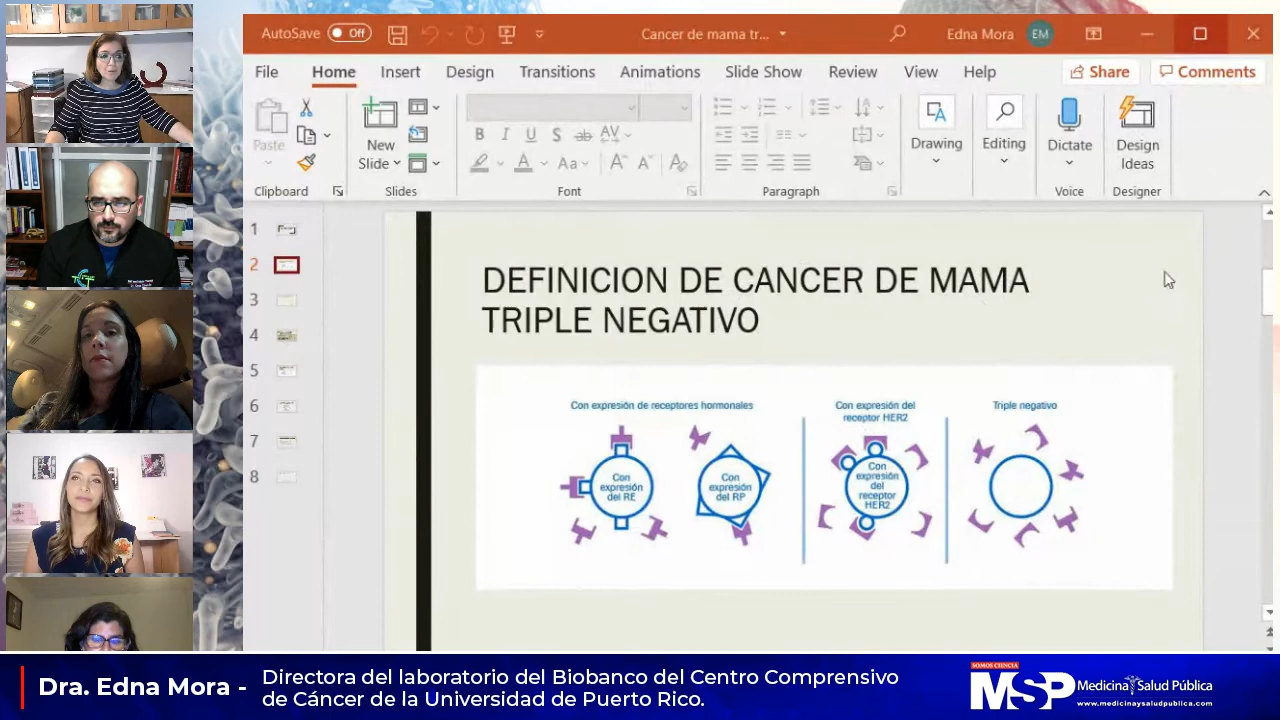 AutoSave
Off
Cancer de mama tr...
Edna Mora
EM
File
Home
Insert
Design
Transitions
Animations
Slide Show
Review
View
Help
Share
Comments
Paste
New
Slide
B I U S ab AV
A Aa A A A
Drawing
Editing
Dictate
Design
Ideas
Clipboard
Slides
Font
Paragraph
Voice
Designer
1
2
3
4
5
6
7
8
DEFINICION DE CANCER DE MAMA
TRIPLE NEGATIVO
Con expresión de receptores hormonales
Con expresión del
receptor HER2
Triple negativo
Con
expresión
del RE
Con
expresión
del RP
Con
expresión
del
receptor
HER2
Dra. Edna Mora -
Directora del laboratorio del Biobanco del Centro Comprensivo
de Cáncer de la Universidad de Puerto Rico.
SOMOS CIENCIA
MSP
Medicina y Salud Pública
www.medicinaysaludpublica.com